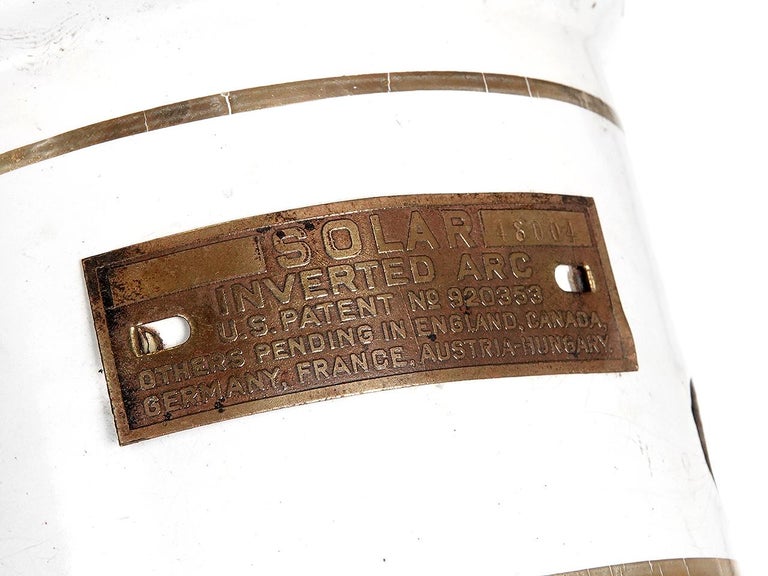 SOLAR 18004
INVERTED ARC
U.S. PATENT No 920353
OTHERS PENDING IN ENGLAND, CANADA,
GERMANY, FRANCE, AUSTRIA-HUNGARY.